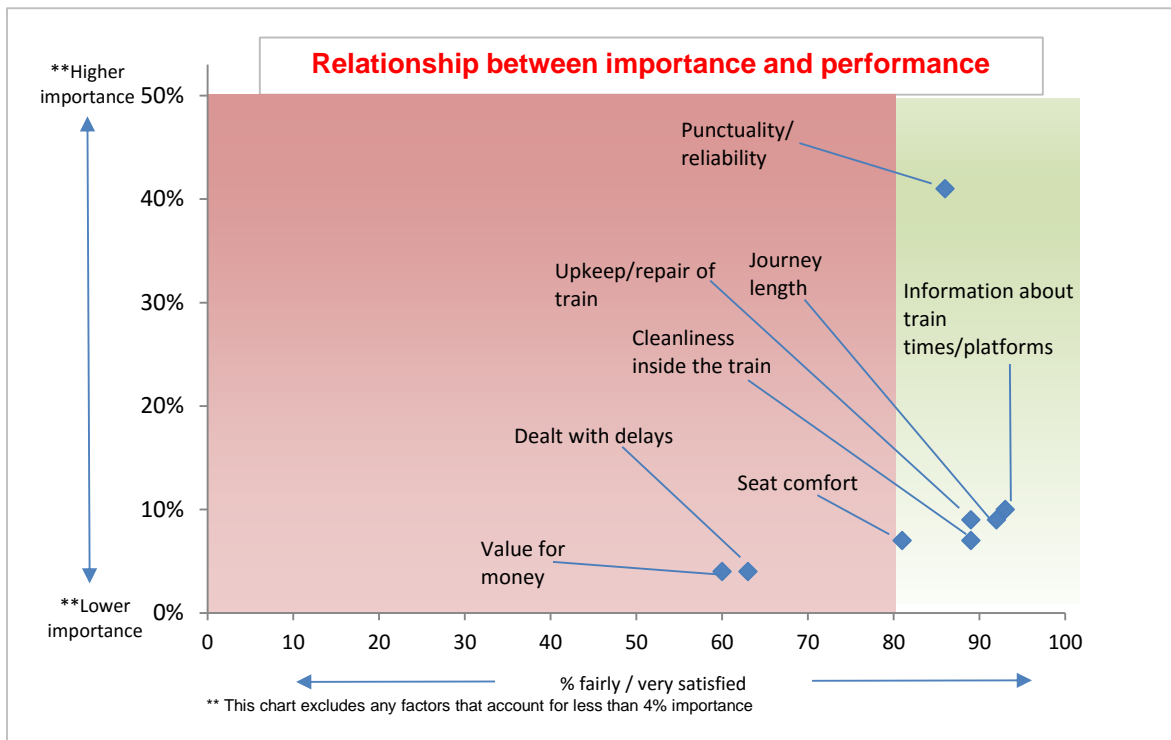 Relationship between importance and performance
**Higher
importance
50%
40%
30%
20%
10%
0%
**Lower
importance
Punctuality/
reliability
Upkeep/repair of
train
Journey
length
Information about
train
times/platforms
Cleanliness
inside the train
Dealt with delays
Seat comfort
Value for
money
0 10 20 30 40 50 60 70 80 90 100
% fairly / very satisfied
** This chart excludes any factors that account for less than 4% importance